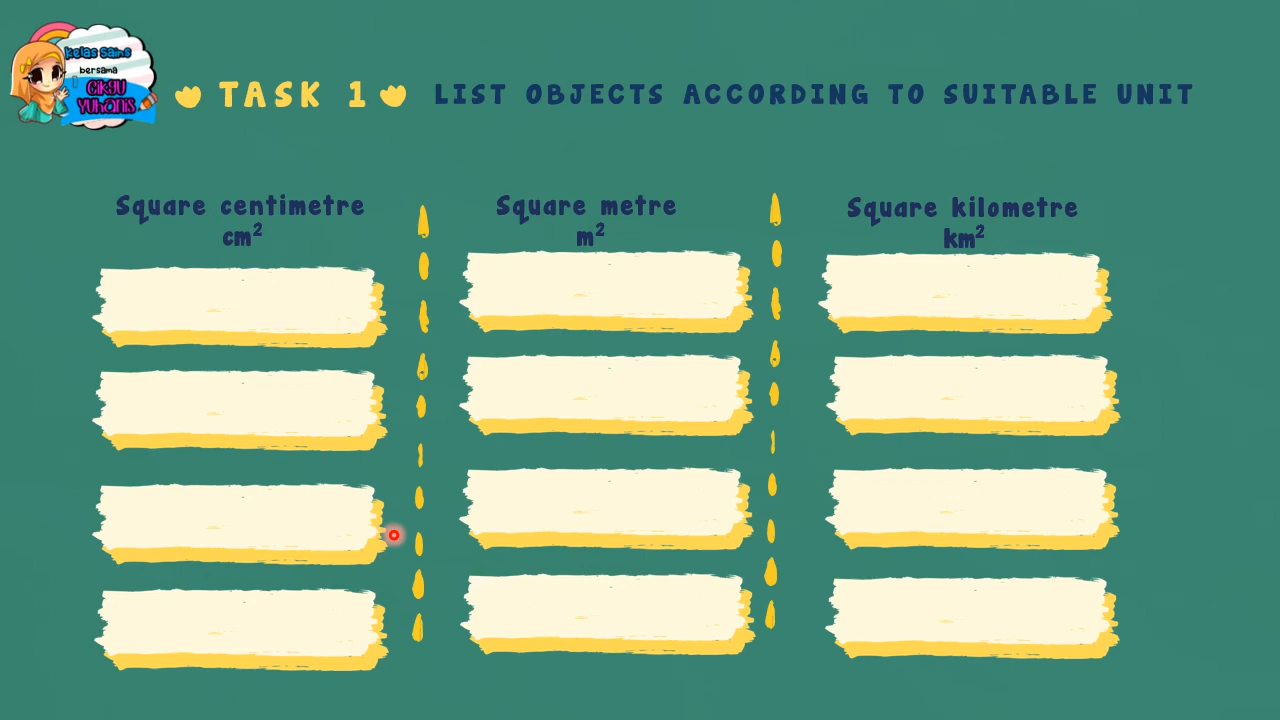 Kelas Sains
bersama
Cikgu
Yuhanis
TASK 1
LIST OBJECTS ACCORDING TO SUITABLE UNIT
Square centimetre
cm²
Square metre
m²
Square kilometre
km²